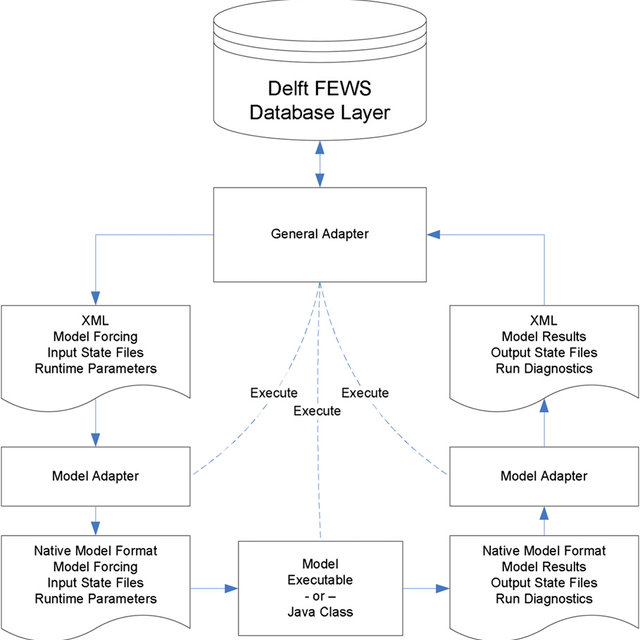 Delft FEWS
Database Layer
General Adapter
XML
Model Forcing
Input State Files
Runtime Parameters
XML
Model Results
Output State Files
Run Diagnostics
Execute
Execute
Execute
Model Adapter
Model Adapter
Native Model Format
Model Forcing
Input State Files
Runtime Parameters
Model
Executable
- or –
Java Class
Native Model Format
Model Results
Output State Files
Run Diagnostics